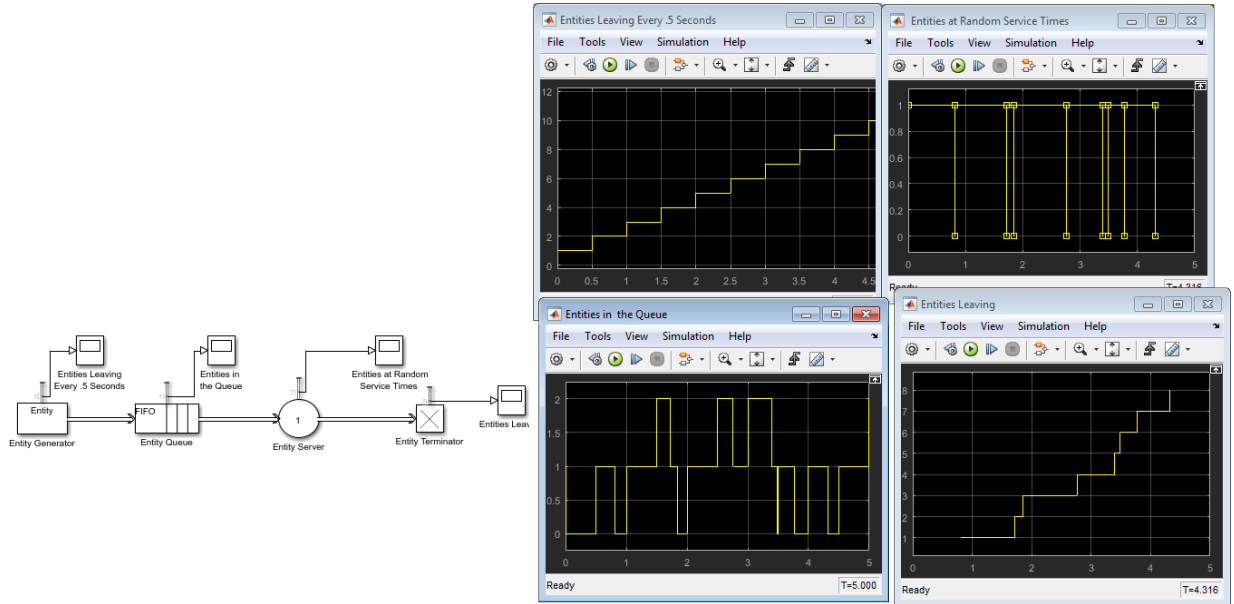 Entities Leaving Every .5 Seconds
File Tools View Simulation Help
12
10
8
6
4
2
0
0 0.5 1 1.5 2 2.5 3 3.5 4 4.5
Entities at Random Service Times
File Tools View Simulation Help
1
0.8
0.6
0.4
0.2
0
0 1 2 3 4 5
Ready T=4.316
Entities in the Queue
File Tools View Simulation Help
2
1.5
1
0.5
0
0 1 2 3 4 5
Ready T=5.000
Entities Leaving
File Tools View Simulation Help
8
7
6
5
4
3
2
1
0 1 2 3 4 5
Ready T=4.316
Entities Leaving
Every .5 Seconds
Entities in
the Queue
Entities at Random
Service Times
d
n
n
a
Entity
FIFO
1
Entities Leav
Entity Generator
Entity Queue
Entity Server
Entity Terminator